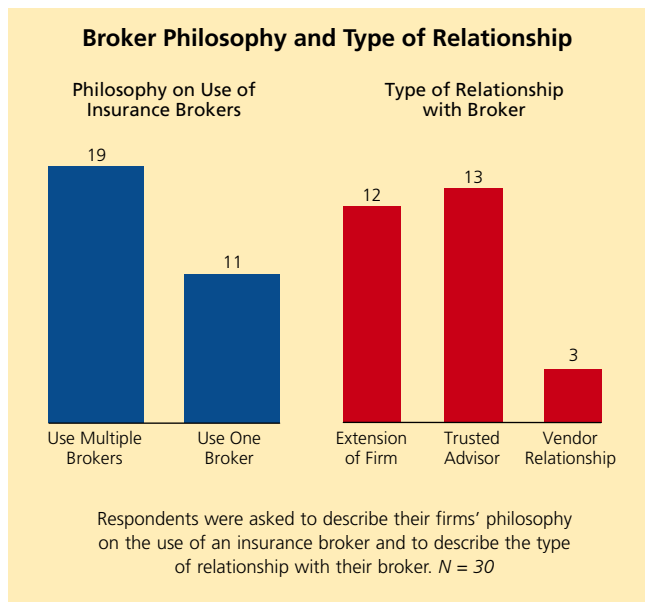 Broker Philosophy and Type of Relationship
Philosophy on Use of
Insurance Brokers
19
11
Use Multiple
Brokers
Use One
Broker
Type of Relationship
with Broker
12
13
3
Extension
of Firm
Trusted
Advisor
Vendor
Relationship
Respondents were asked to describe their firms’ philosophy
on the use of an insurance broker and to describe the type
of relationship with their broker. N = 30